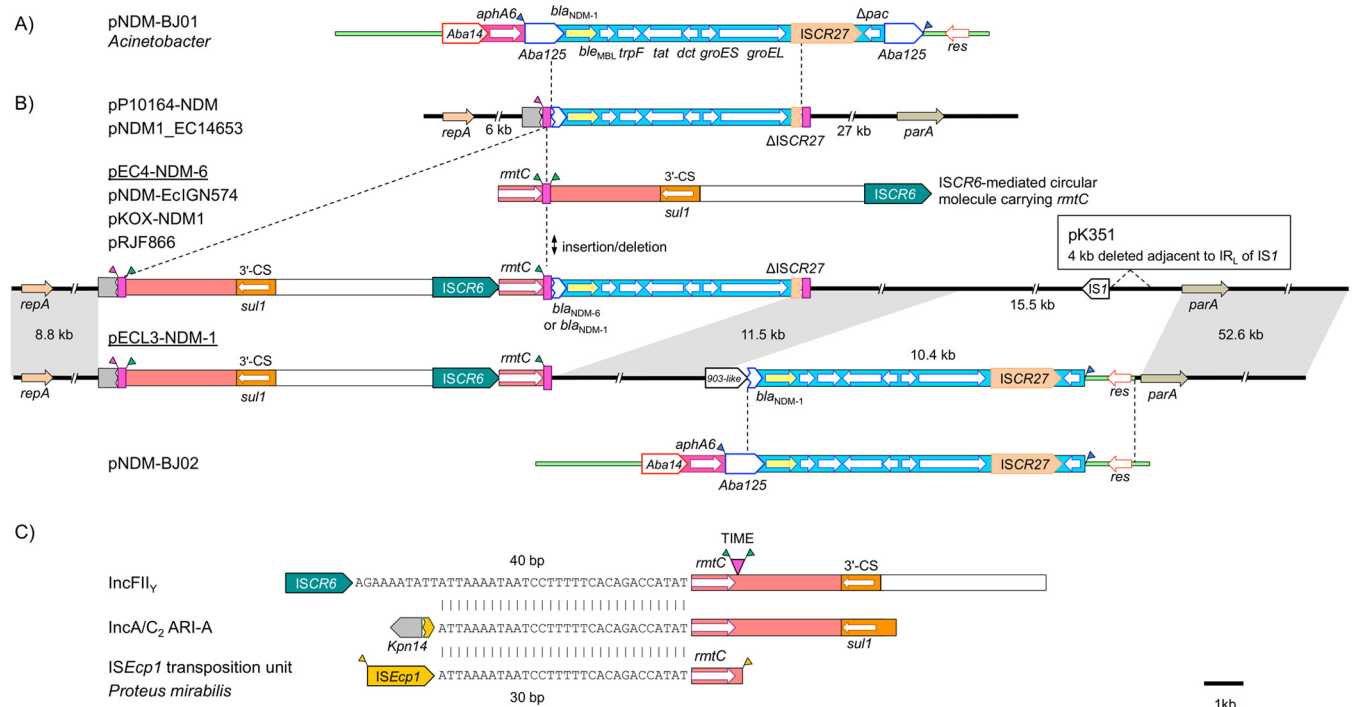 A)
pNDM-BJ01
Acinetobacter
aphA6
blaNDM-1
Δpac
Aba14
Aba125
bleMBL
trpF
tat
dct
groES
groEL
ISCR27
Aba125
res
B)
pP10164-NDM
pNDM1_EC14653
repA
6 kb
ΔISCR27
27 kb
parA
pEC4-NDM-6
pNDM-EcIGN574
pKOX-NDM1
pRJF866
rmtC
3'-CS
sul1
ISCR6
ISCR6-mediated circular
molecule carrying rmtC
insertion/deletion
pK351
4 kb deleted adjacent to IRL of IS1
repA
3'-CS
sul1
ISCR6
rmtC
blaNDM-6
or blaNDM-1
ΔISCR27
15.5 kb
IS1
parA
8.8 kb
11.5 kb
52.6 kb
pECL3-NDM-1
repA
3'-CS
sul1
ISCR6
rmtC
903-like
blaNDM-1
10.4 kb
ISCR27
res
parA
pNDM-BJ02
aphA6
Aba14
Aba125
ISCR27
res
C)
40 bp
TIME
IncFIIY
ISCR6
AGAAAATATTATTAAAATAATCCTTTTTCACAGACCATAT
rmtC
3'-CS
IncA/C2 ARI-A
Kpn14
ATTAAAATAATCCTTTTTCACAGACCATAT
sul1
ISEcp1 transposition unit
Proteus mirabilis
ISEcp1
ATTAAAATAATCCTTTTTCACAGACCATAT
rmtC
30 bp
1kb